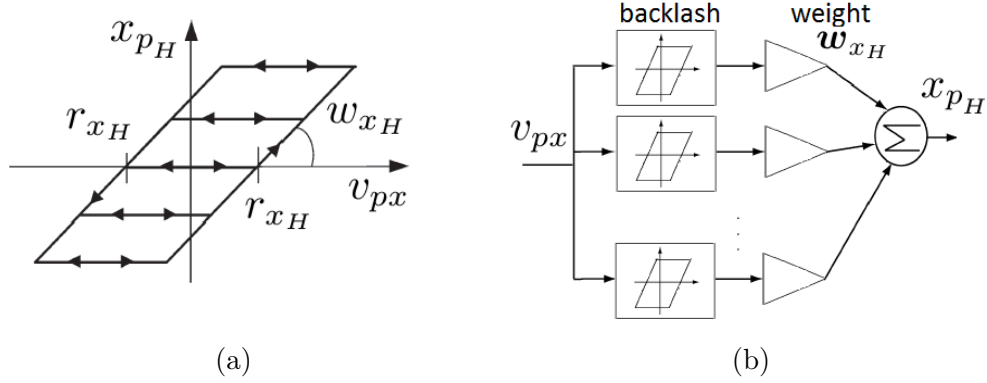 x_{p_H}
r_{x_H}
w_{x_H}
v_{px}
r_{x_H}
(a)
backlash weight
w_{x_H}
x_{p_H}
v_{px}
Σ
(b)